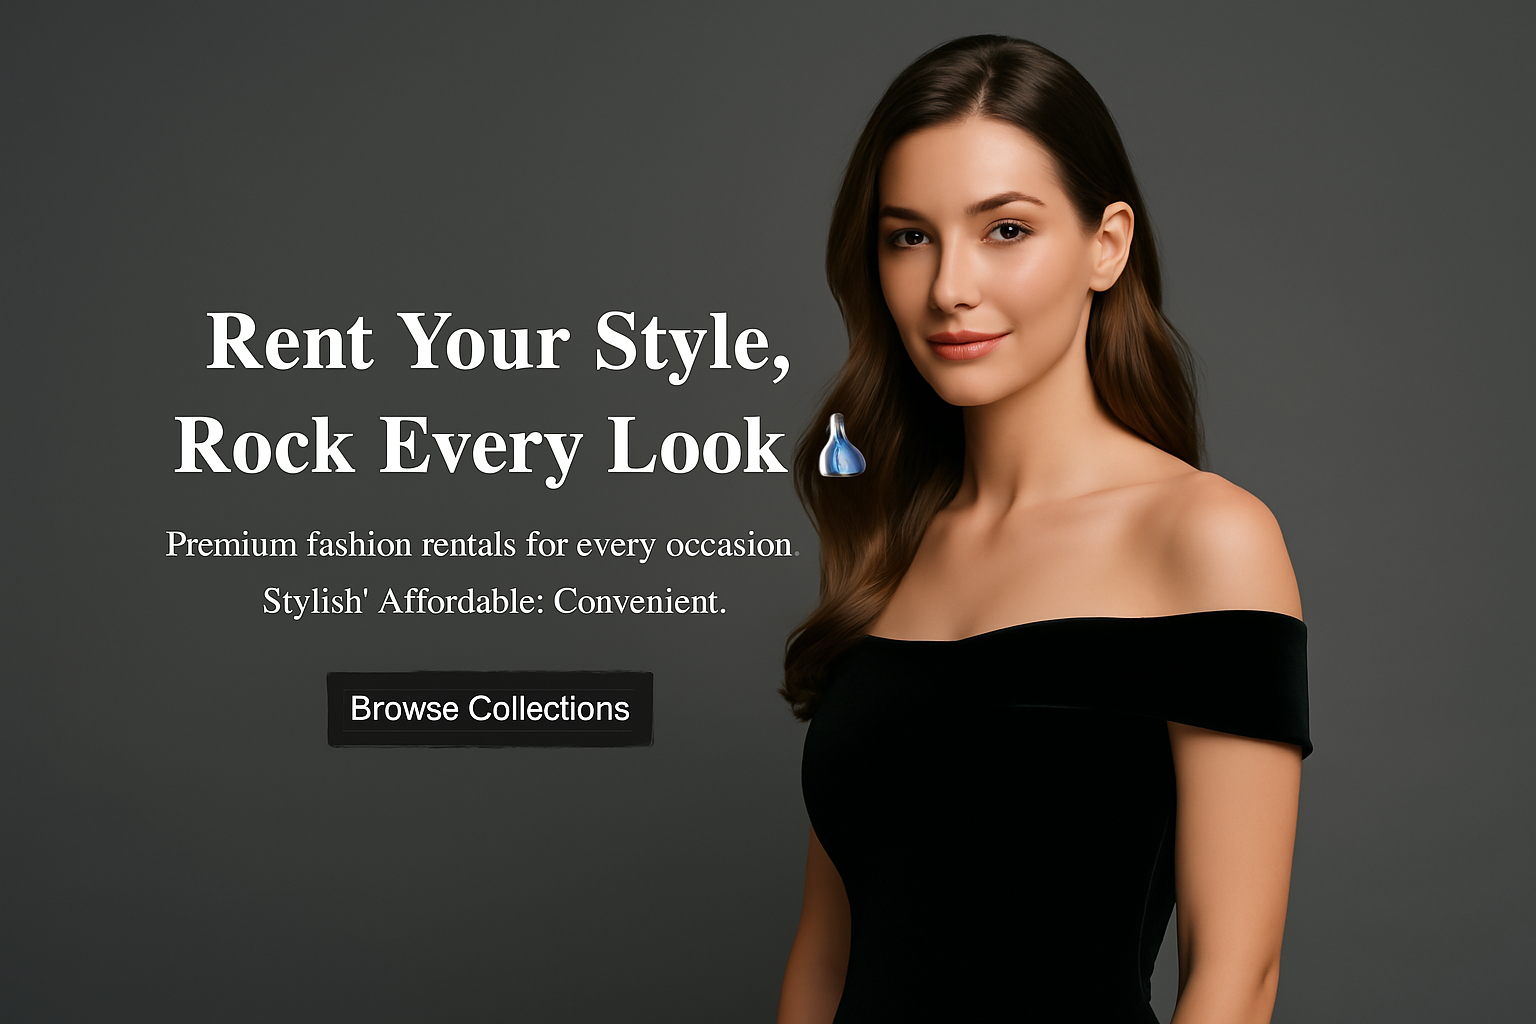 Rent Your Style,
Rock Every Look
Premium fashion rentals for every occasion.
Stylish' Affordable: Convenient.
Browse Collections